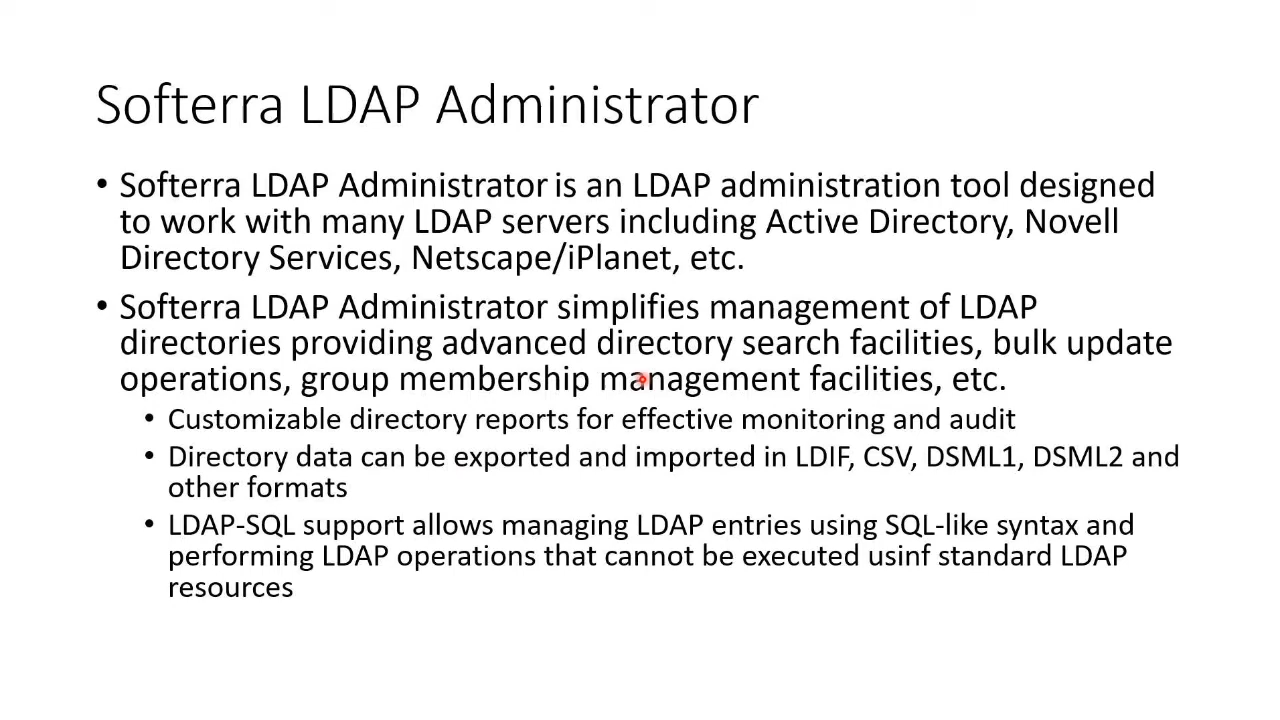 Softerra LDAP Administrator
• Softerra LDAP Administrator is an LDAP administration tool designed
to work with many LDAP servers including Active Directory, Novell
Directory Services, Netscape/iPlanet, etc.
• Softerra LDAP Administrator simplifies management of LDAP
directories providing advanced directory search facilities, bulk update
operations, group membership management facilities, etc.
• Customizable directory reports for effective monitoring and audit
• Directory data can be exported and imported in LDIF, CSV, DSML1, DSML2 and
other formats
• LDAP-SQL support allows managing LDAP entries using SQL-like syntax and
performing LDAP operations that cannot be executed usinf standard LDAP
resources